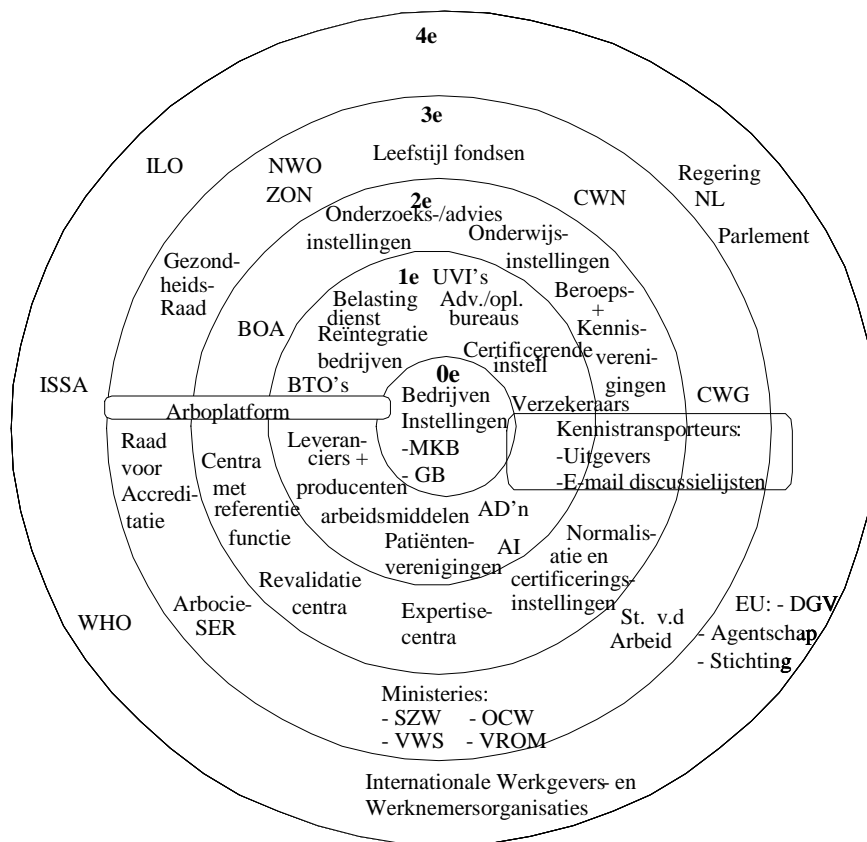 4e
3e
Leefstijl fondsen
ILO
NWO
ZON
CWN
Regering
NL
Parlement
2e
Onderzoeks-/advies
instellingen
Onderwijs-
instellingen
Gezond-
heids-
Raad
BOA
1e
UVI's
Belasting
dienst
Adv./opl.
bureaus
Beroeps-
+
Kennis-
vereni-
gingen
Reïntegratie
bedrijven
Certificerende
instell
BTO's
0e
Bedrijven
Instellingen
-MKB
- GB
Verzekeraars
CWG
ISSA
Arboplatform
Kennistransporteurs:
-Uitgevers
-E-mail discussielijsten
Raad
voor
Accredi-
tatie
Centra
met
referentie
functie
Leveran-
ciers +
producenten
arbeidsmiddelen
AD'n
AI
Patiënten-
verenigingen
Normalis-
atie en
certificerings-
instellingen
Revalidatie
centra
Expertise-
centra
St. v.d
Arbeid
WHO
Arbocie-
SER
EU: - DGV
- Agentschap
- Stichting
Ministeries:
- SZW - OCW
- VWS - VROM
Internationale Werkgevers- en
Werknemersorganisaties